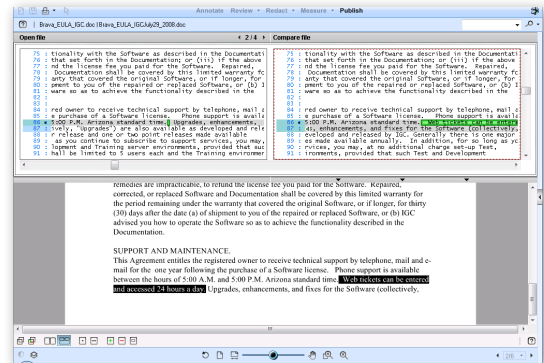 Annotate Review Redact Measure Publish
Brava_EULA_IGC.doc | Brava_EULA_IGCJuly29_2008.doc
Open file
2 / 4
Compare file
75 : tionality with the Software as described in the Documentati
76 : that set forth in the Documentation; or (iii) if the above
77 : nd the license fee you paid for the Software. Repaired,
78 : Documentation shall be covered by this limited warranty fo
79 : anty that covered the original Software, or if longer, for
80 : pment to you of the repaired or replaced Software, or (b) I
81 : ware so as to achieve the functionality described in the
82 :
83 :
84 : red owner to receive technical support by telephone, mail a
85 : e purchase of a Software license. Phone support is availa
86 : 5:00 P.M. Arizona standard time. Upgrades, enhancements,
87 : ively, "Upgrades") are also available as developed and rele
88 : r release and one or two point releases made available
89 : as you continue to subscribe to support services, you may,
90 : lopment and Training server environments, provided that suc
91 : hall be limited to 5 users each and the Training environmen
75 : tionality with the Software as described in the Documentati
76 : that set forth in the Documentation; or (iii) if the above
77 : nd the license fee you paid for the Software. Repaired,
78 : Documentation shall be covered by this limited warranty fo
79 : anty that covered the original Software, or if longer, for
80 : pment to you of the repaired or replaced Software, or (b) I
81 : ware so as to achieve the functionality described in the
82 :
83 :
84 : red owner to receive technical support by telephone, mail a
85 : e purchase of a Software license. Phone support is availa
86 : 5:00 P.M. Arizona standard time. Web tickets can be enter
87 : as, enhancements, and fixes for the Software (collectively,
88 : eveloped and released by IGC. Generally there is one major
89 : es made available annually. In addition, for so long as yo
90 : rvices, you may, at no additional charge set-up Test,
91 : ironments, provided that such Test and Development
remedies are impracticable, to refund the license fee you paid for the Software. Repaired,
corrected, or replaced Software and Documentation shall be covered by this limited warranty for
the period remaining under the warranty that covered the original Software, or if longer, for thirty
(30) days after the date (a) of shipment to you of the repaired or replaced Software, or (b) IGC
advised you how to operate the Software so as to achieve the functionality described in the
Documentation.
SUPPORT AND MAINTENANCE.
This Agreement entitles the registered owner to receive technical support by telephone, mail and e-
mail for the one year following the purchase of a Software license. Phone support is available
between the hours of 5:00 A.M. and 5:00 P.M. Arizona standard time. Web tickets can be entered
and accessed 24 hours a day. Upgrades, enhancements, and fixes for the Software (collectively,